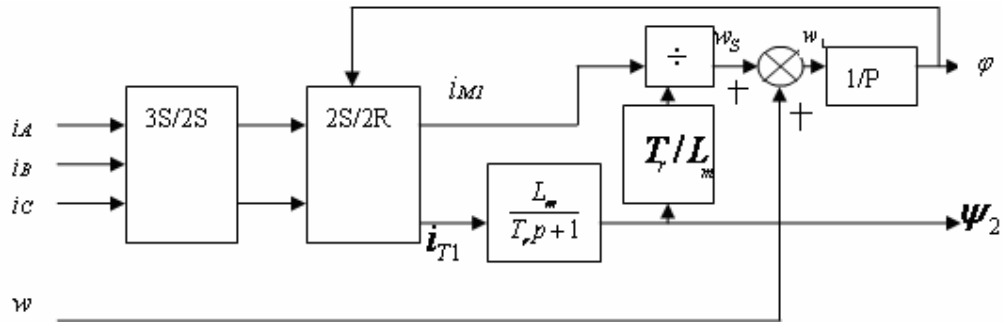 i_A
i_B
i_C
w
3S/2S
2S/2R
i_M1
i_T1
L_m
T_r p + 1
÷
T_r / L_m
w_S
+
w_1
+
1/P
φ
ψ_2